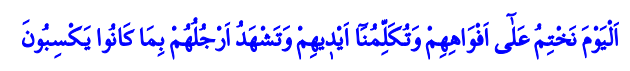 اَلْيَوْمَ نَخْتِمُ عَلٰٓى اَفْوَاهِهِمْ وَتُكَلِّمُنَٓا اَيْد۪يهِمْ وَتَشْهَدُ اَرْجُلُهُمْ بِمَا كَانُوا يَكْسِبُونَ